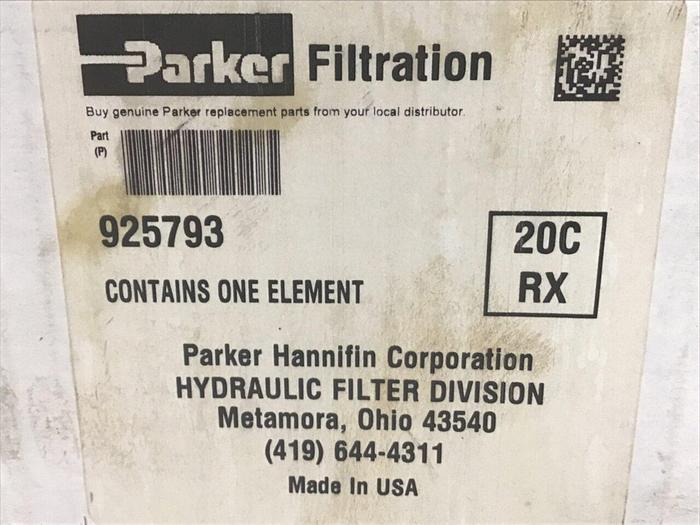 Parker Filtration
Buy genuine Parker replacement parts from your local distributor.
Part
(P)
925793
20C
RX
CONTAINS ONE ELEMENT
Parker Hannifin Corporation
HYDRAULIC FILTER DIVISION
Metamora, Ohio 43540
(419) 644-4311
Made In USA